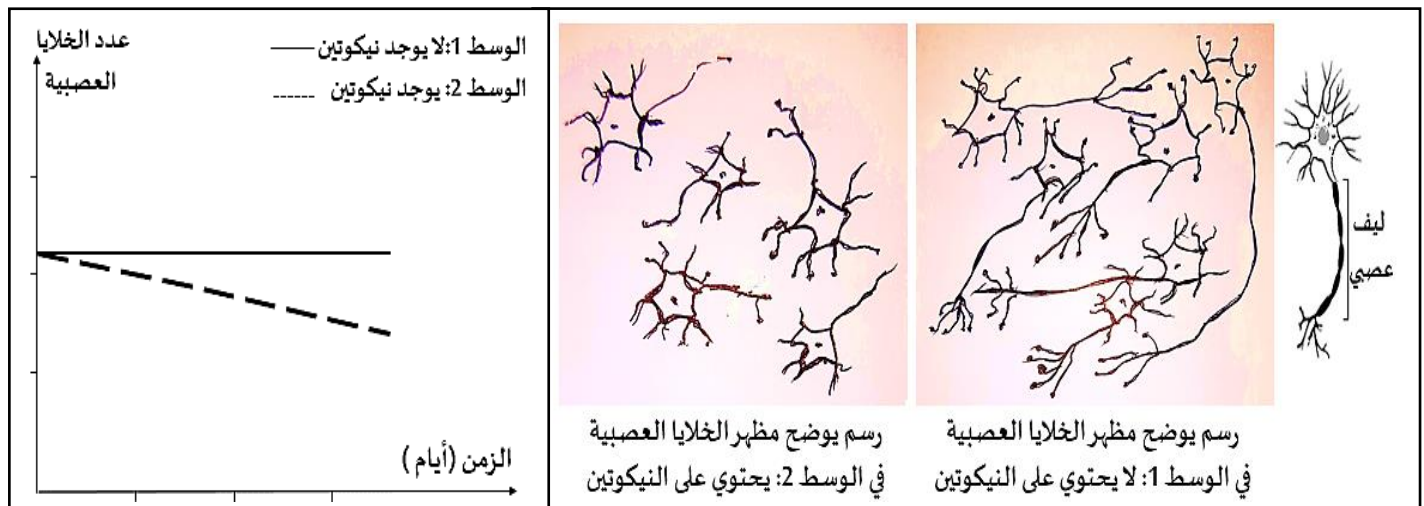 عدد الخلايا
العصبية
الوسط 1:لا يوجد نيكوتين
الوسط 2: يوجد نيكوتين
الزمن (أيام )
ليف
عصبي
رسم يوضح مظهر الخلايا العصبية
في الوسط 1: لا يحتوي على النيكوتين
رسم يوضح مظهر الخلايا العصبية
في الوسط 2: يحتوي على النيكوتين